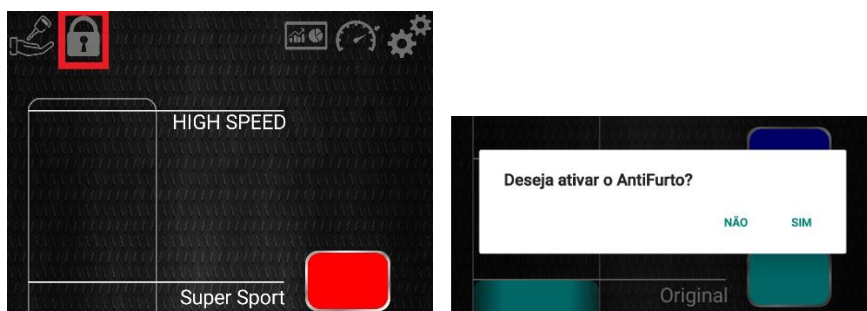 HIGH SPEED
Super Sport
Deseja ativar o AntiFurto?
NÃO SIM
Original